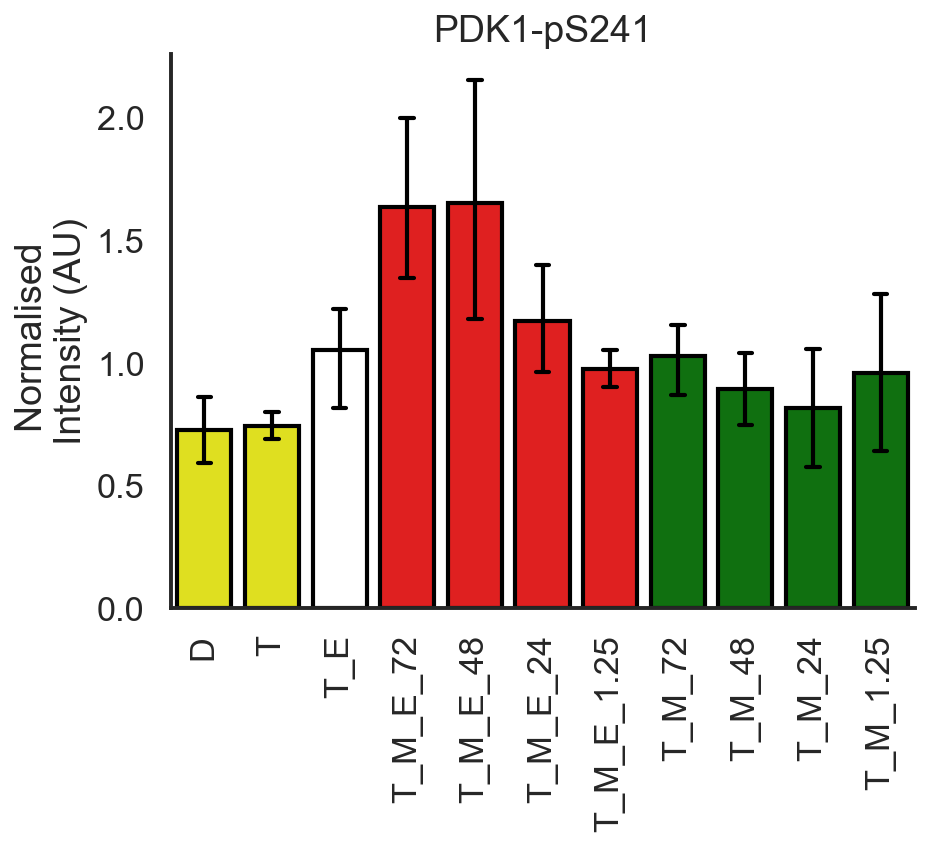 PDK1-pS241
Normalised
Intensity (AU)
2.0
1.5
1.0
0.5
0.0
D
T
T_E
T_M_E_72
T_M_E_48
T_M_E_24
T_M_E_1.25
T_M_72
T_M_48
T_M_24
T_M_1.25